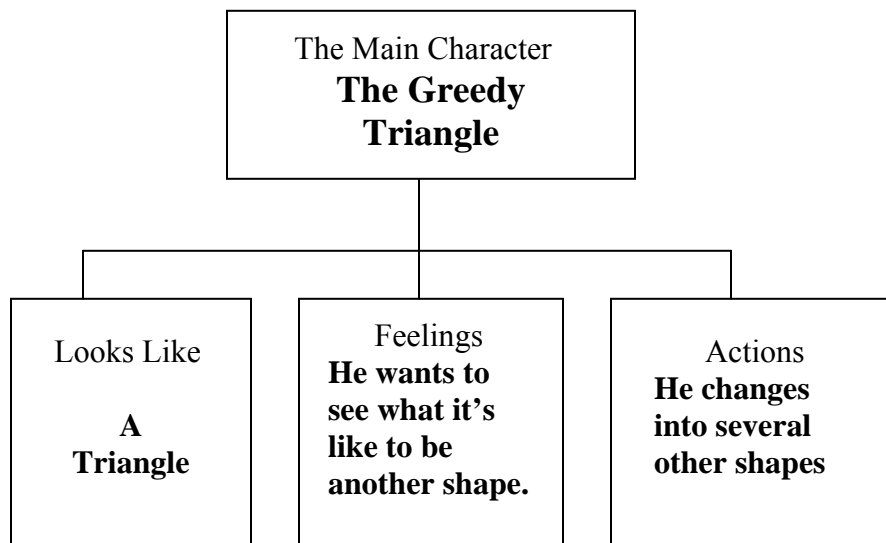 The Main Character
The Greedy
Triangle
Looks Like
A
Triangle
Feelings
He wants to
see what it’s
like to be
another shape.
Actions
He changes
into several
other shapes